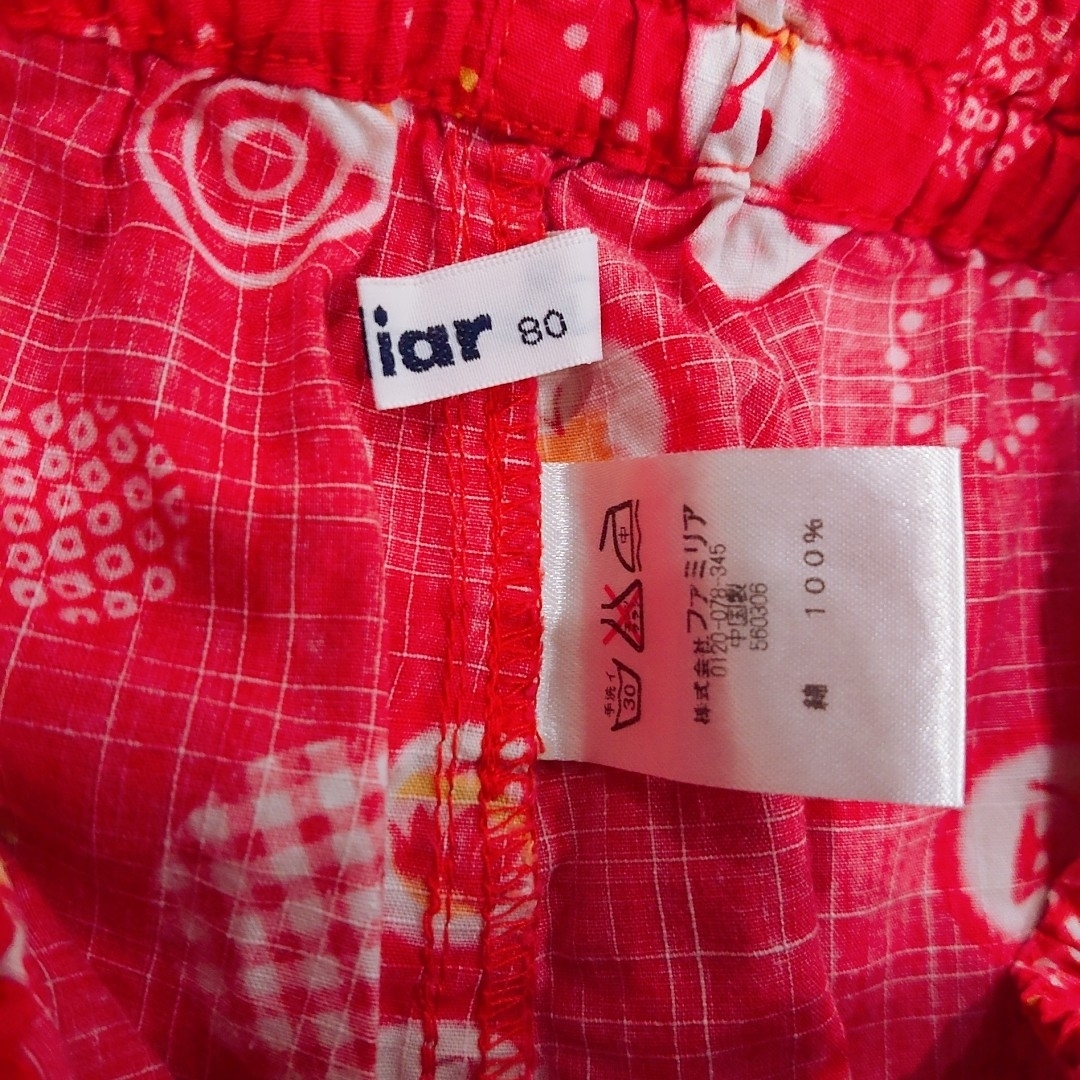 liar 80
手洗イ
30
中
株式会社 ファミリア
0120-078-345
中国製
560306
綿 100%